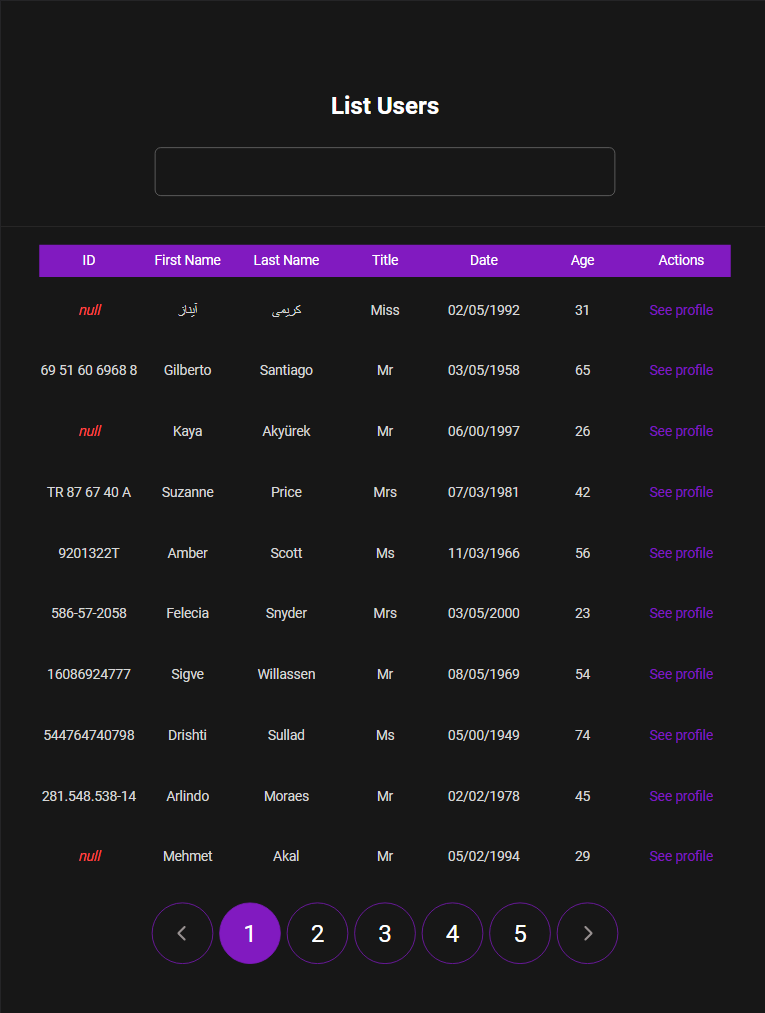 List Users
ID First Name Last Name Title Date Age Actions
null آیداز کریمی Miss 02/05/1992 31 See profile
69 51 60 6968 8 Gilberto Santiago Mr 03/05/1958 65 See profile
null Kaya Akyürek Mr 06/00/1997 26 See profile
TR 87 67 40 A Suzanne Price Mrs 07/03/1981 42 See profile
9201322T Amber Scott Ms 11/03/1966 56 See profile
586-57-2058 Felecia Snyder Mrs 03/05/2000 23 See profile
16086924777 Sigve Willassen Mr 08/05/1969 54 See profile
544764740798 Drishti Sullad Ms 05/00/1949 74 See profile
281.548.538-14 Arlindo Moraes Mr 02/02/1978 45 See profile
null Mehmet Akal Mr 05/02/1994 29 See profile
1 2 3 4 5